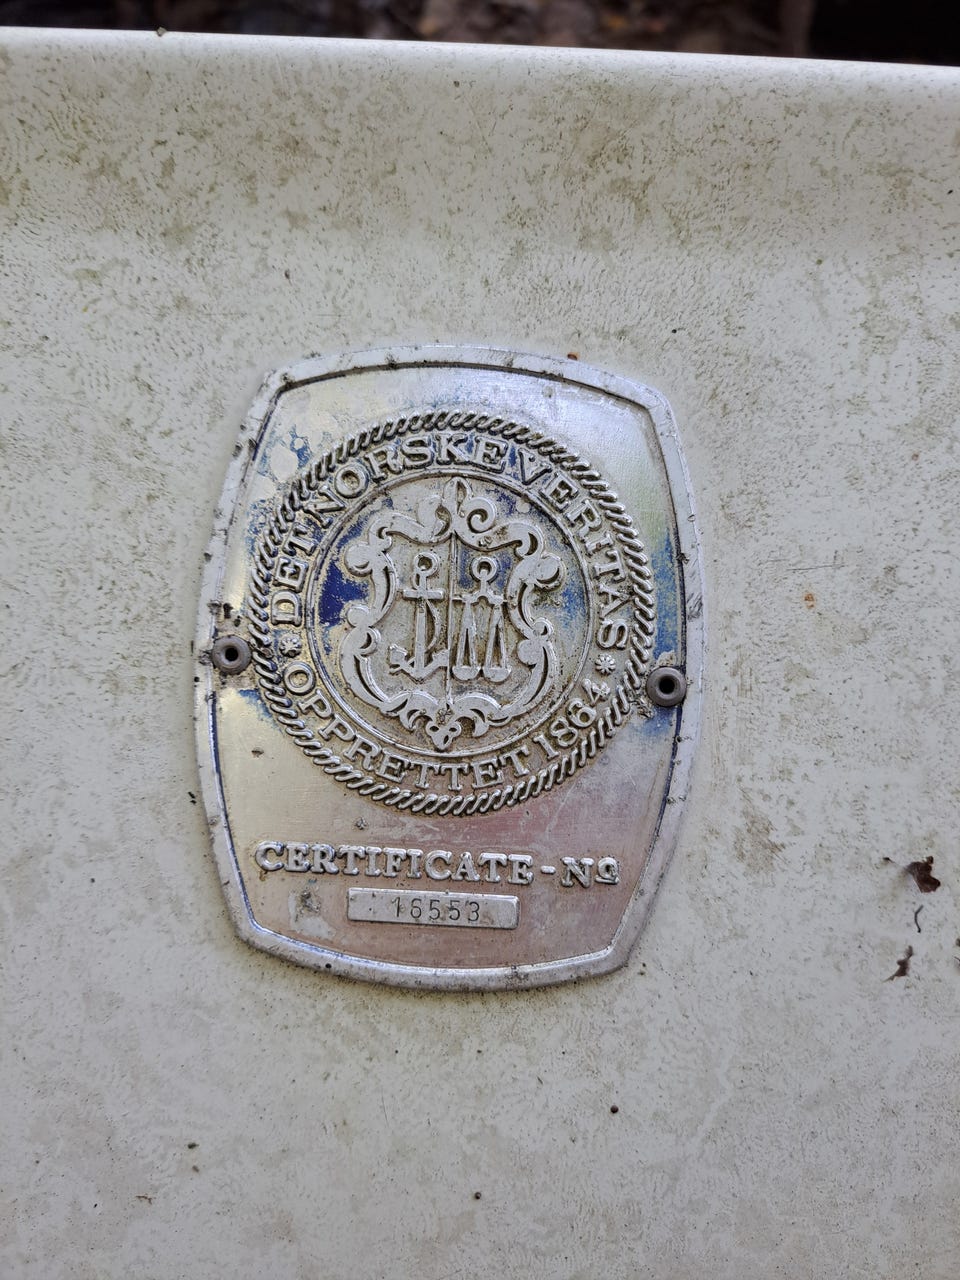 DET NORSKE VERITAS
OPPRETTET 1864
CERTIFICATE-Nº
16553